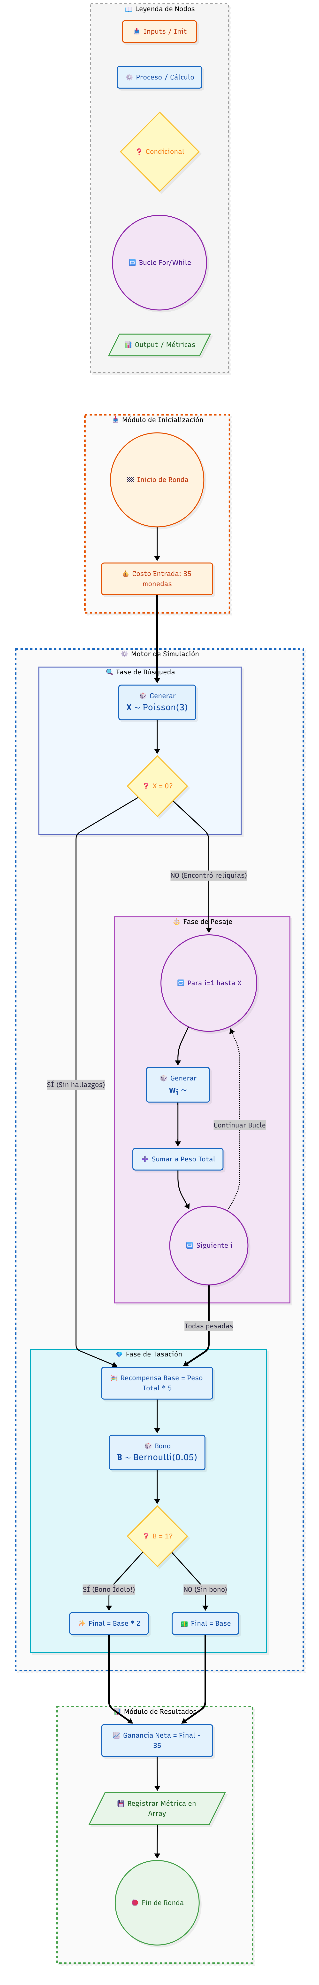 📖 Leyenda de Nodos
📥 Inputs / Init
⚙️ Proceso / Cálculo
❓ Condicional
🔄 Bucle For/While
📊 Output / Métricas
📥 Módulo de Inicialización
🏁 Inicio de Ronda
💰 Costo Entrada: 35
monedas
⚙️ Motor de Simulación
🔍 Fase de Búsqueda
🎲 Generar
X ~ Poisson(3)
❓ X = 0?
NO (Encontró reliquias)
⚖️ Fase de Pesaje
🔄 Para i=1 hasta X
🎲 Generar
Wᵢ ~
SÍ (Sin hallazgos)
Continuar Bucle
➕ Sumar a Peso Total
🔄 Siguiente i
Todas pesadas
💎 Fase de Tasación
Recompensa Base = Peso
Total * 5
🎲 Bono
B ~ Bernoulli(0.05)
❓ B = 1?
SÍ (Bono Ídolo!)
NO (Sin bono)
Final = Base * 2
💵 Final = Base
📊 Módulo de Resultados
Ganancia Neta = Final -
35
💾 Registrar Métrica en
Array
🔴 Fin de Ronda